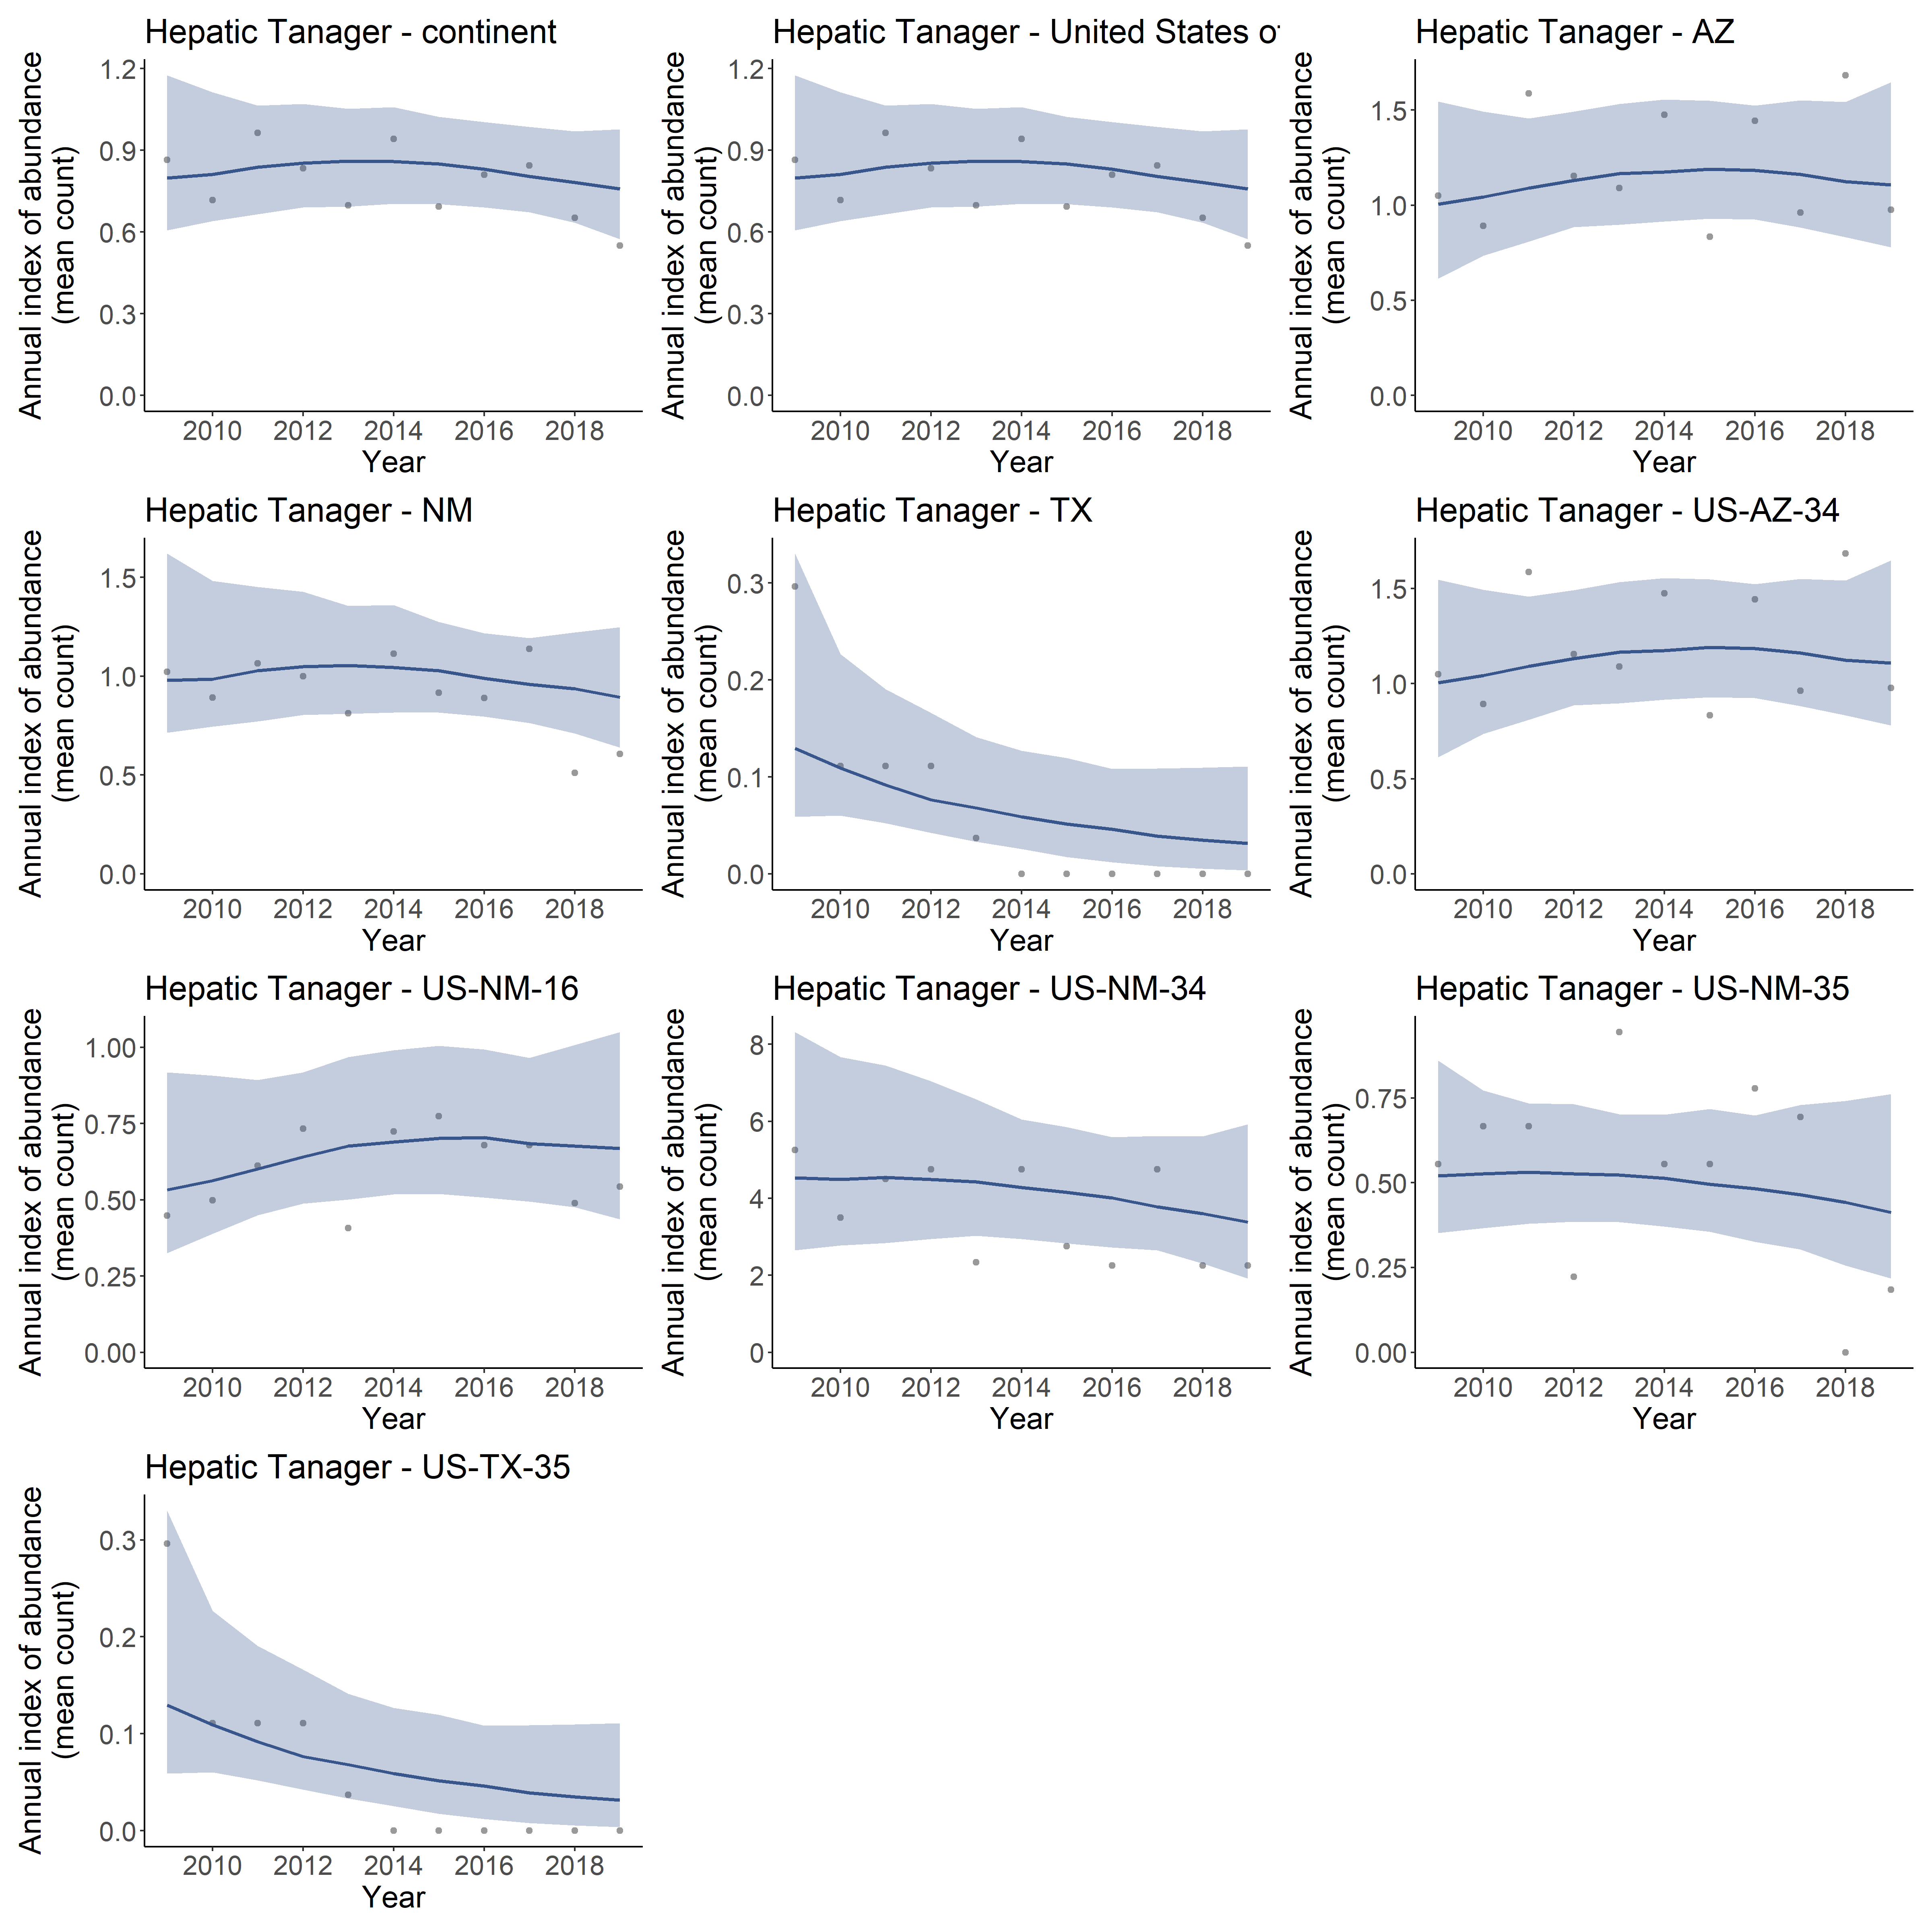 Hepatic Tanager - continent
Annual index of abundance
(mean count)
1.2
0.9
0.6
0.3
0.0
2010 2012 2014 2016 2018
Year
Hepatic Tanager - United States of
Annual index of abundance
(mean count)
1.2
0.9
0.6
0.3
0.0
2010 2012 2014 2016 2018
Year
Hepatic Tanager - AZ
Annual index of abundance
(mean count)
1.5
1.0
0.5
0.0
2010 2012 2014 2016 2018
Year
Hepatic Tanager - NM
Annual index of abundance
(mean count)
1.5
1.0
0.5
0.0
2010 2012 2014 2016 2018
Year
Hepatic Tanager - TX
Annual index of abundance
(mean count)
0.3
0.2
0.1
0.0
2010 2012 2014 2016 2018
Year
Hepatic Tanager - US-AZ-34
Annual index of abundance
(mean count)
1.5
1.0
0.5
0.0
2010 2012 2014 2016 2018
Year
Hepatic Tanager - US-NM-16
Annual index of abundance
(mean count)
1.00
0.75
0.50
0.25
0.00
2010 2012 2014 2016 2018
Year
Hepatic Tanager - US-NM-34
Annual index of abundance
(mean count)
8
6
4
2
0
2010 2012 2014 2016 2018
Year
Hepatic Tanager - US-NM-35
Annual index of abundance
(mean count)
0.75
0.50
0.25
0.00
2010 2012 2014 2016 2018
Year
Hepatic Tanager - US-TX-35
Annual index of abundance
(mean count)
0.3
0.2
0.1
0.0
2010 2012 2014 2016 2018
Year